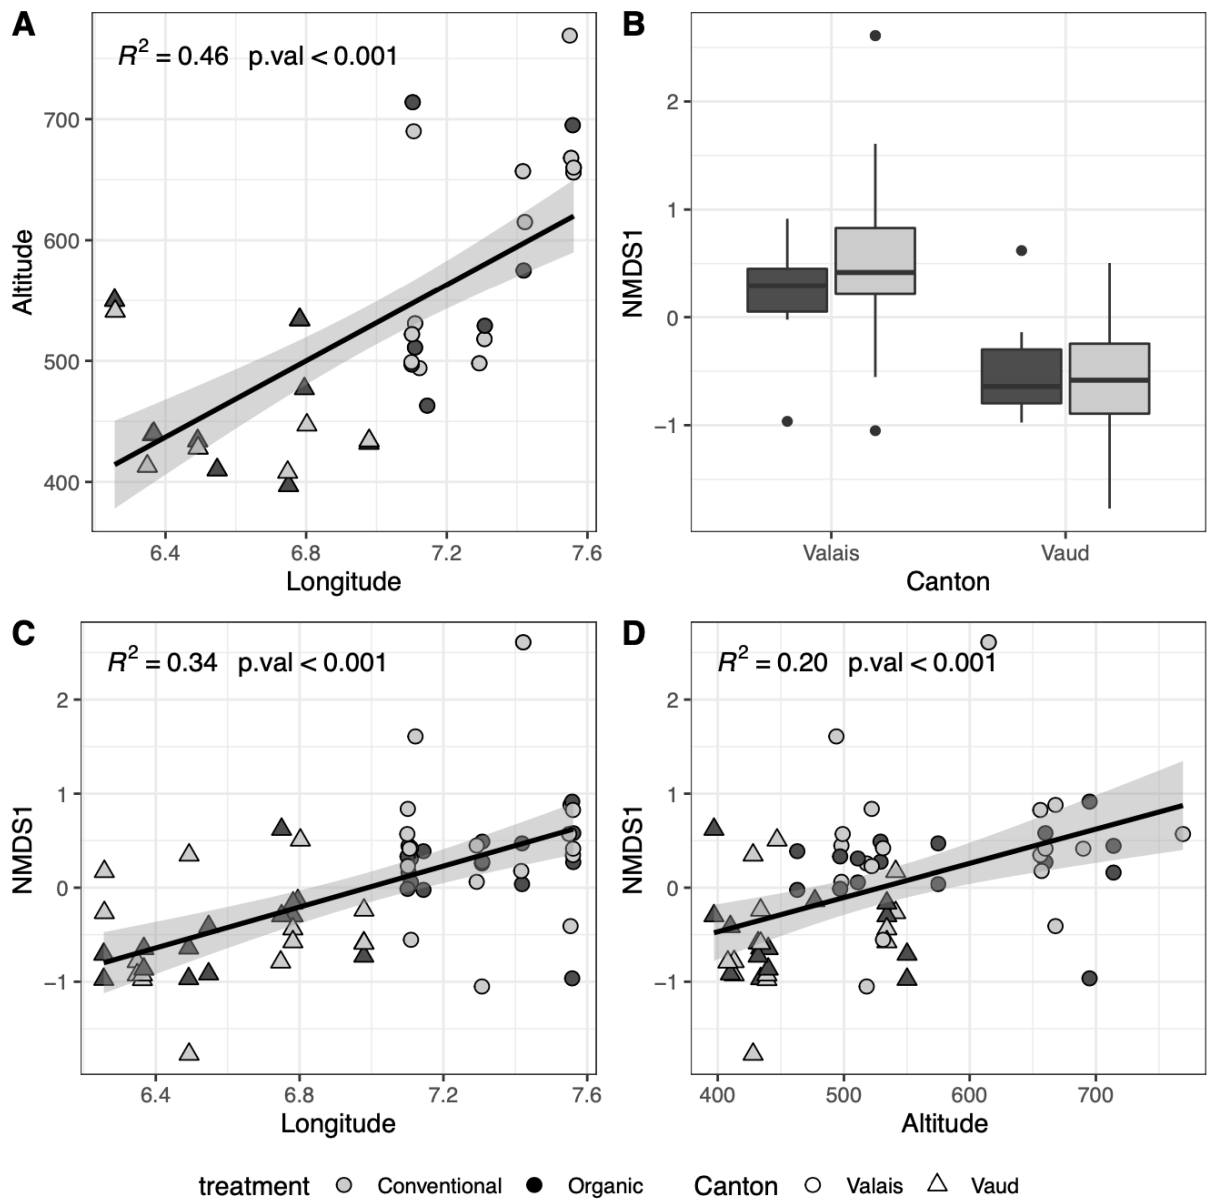 A
R² = 0.46 p.val < 0.001
Altitude
700
600
500
400
6.4 6.8 7.2 7.6
Longitude
B
NMDS1
2
1
0
−1
Valais Vaud
Canton
C
R² = 0.34 p.val < 0.001
NMDS1
2
1
0
−1
6.4 6.8 7.2 7.6
Longitude
D
R² = 0.20 p.val < 0.001
NMDS1
2
1
0
−1
400 500 600 700
Altitude
treatment Conventional Organic Canton Valais Vaud